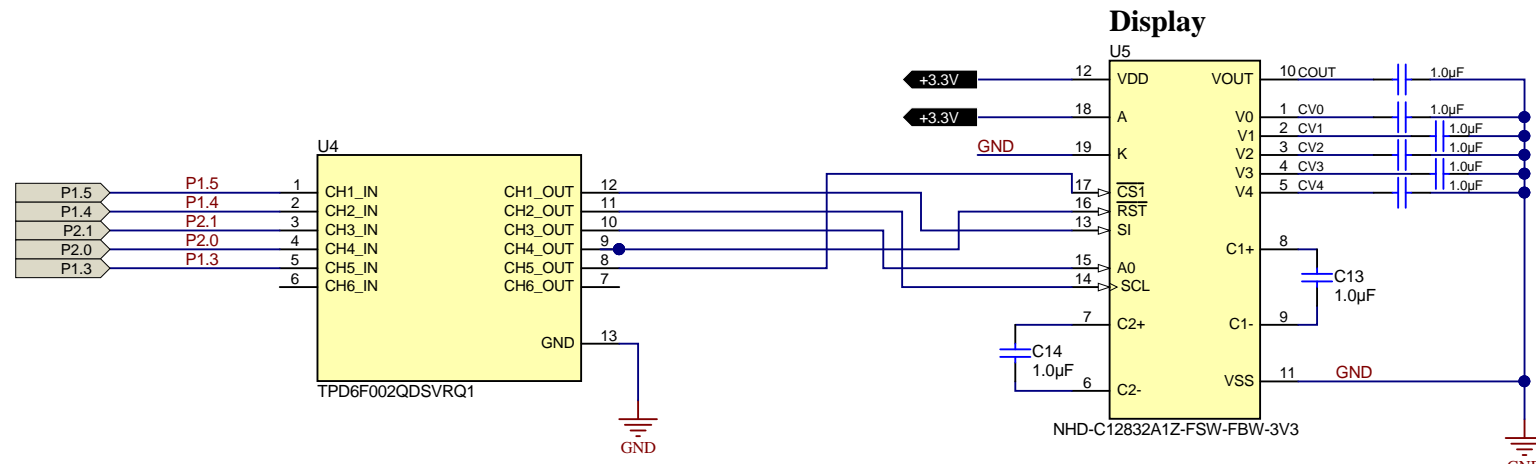 Display
U5
+3.3V 12 VDD VOUT 10 COUT 1.0µF
+3.3V 18 A V0 1 CV0 1.0µF
V1 2 CV1 1.0µF
GND 19 K V2 3 CV2 1.0µF
V3 4 CV3 1.0uF
17 CS1 V4 5 CV4 1.0µF
16 RST
13 SI
C1+ 8
15 A0
14 SCL
C13
1.0µF
7 C2+ C1- 9
C14
1.0µF
6 C2- VSS 11 GND
NHD-C12832A1Z-FSW-FBW-3V3
GND
U4
P1.5 P1.5 1 CH1_IN CH1_OUT 12
P1.4 P1.4 2 CH2_IN CH2_OUT 11
P2.1 P2.1 3 CH3_IN CH3_OUT 10
P2.0 P2.0 4 CH4_IN CH4_OUT 9
P1.3 P1.3 5 CH5_IN CH5_OUT 8
6 CH6_IN CH6_OUT 7
GND 13
TPD6F002QDSVRQ1
GND